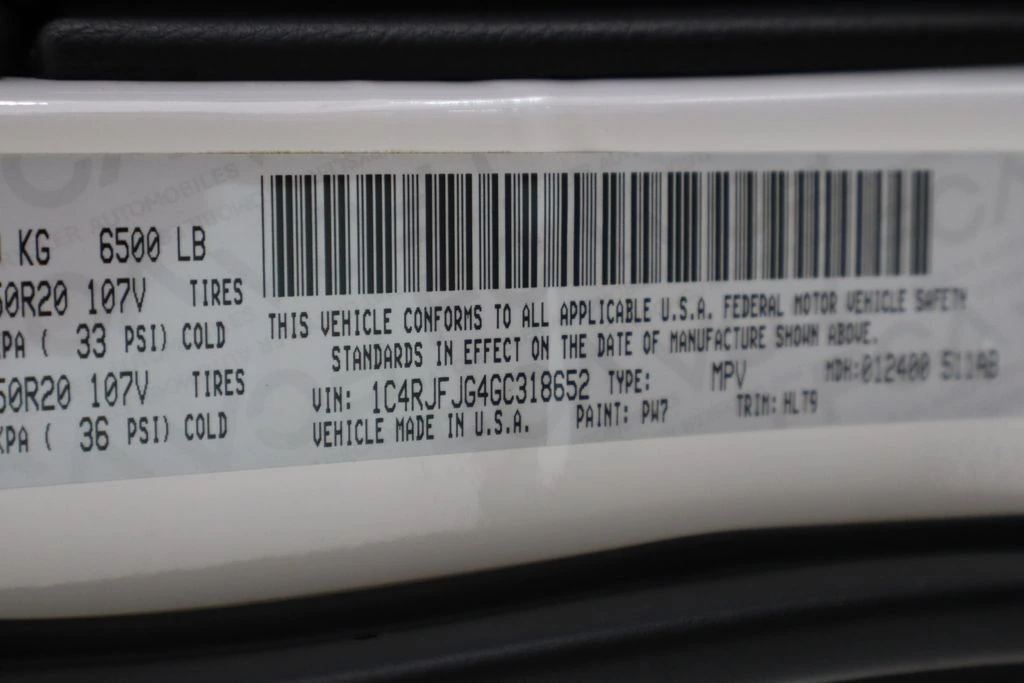 KG 6500 LB
50R20 107V TIRES
KPA ( 33 PSI) COLD
50R20 107V TIRES
KPA ( 36 PSI) COLD
THIS VEHICLE CONFORMS TO ALL APPLICABLE U.S.A. FEDERAL MOTOR VEHICLE SAFETY
STANDARDS IN EFFECT ON THE DATE OF MANUFACTURE SHOWN ABOVE.
VIN: 1C4RJFJG4GC318652 TYPE: MPV MDH:012400 511AB
VEHICLE MADE IN U.S.A. PAINT: PW7 TRIM: HLT9